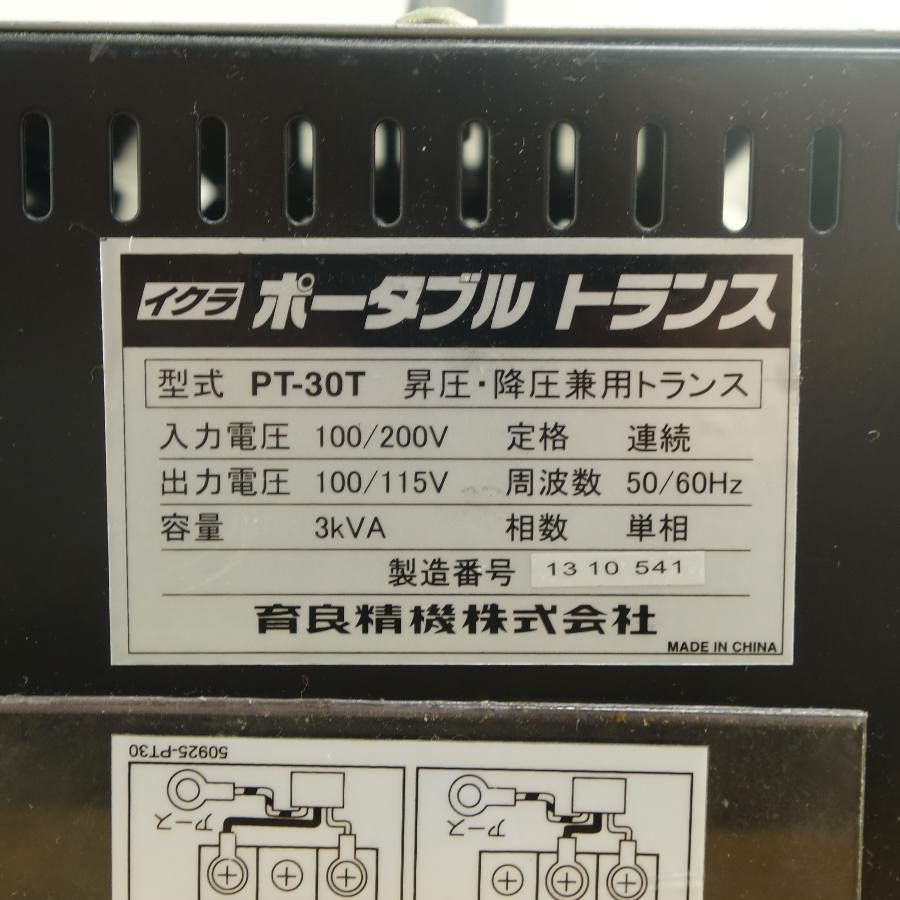 イクラ ポータブル トランス
型式 PT-30T 昇圧・降圧兼用トランス
入力電圧 100/200V 定格 連続
出力電圧 100/115V 周波数 50/60Hz
容量 3kVA 相数 単相
製造番号 13 10 541
育良精機株式会社
MADE IN CHINA
50925-PT30
アース
アース